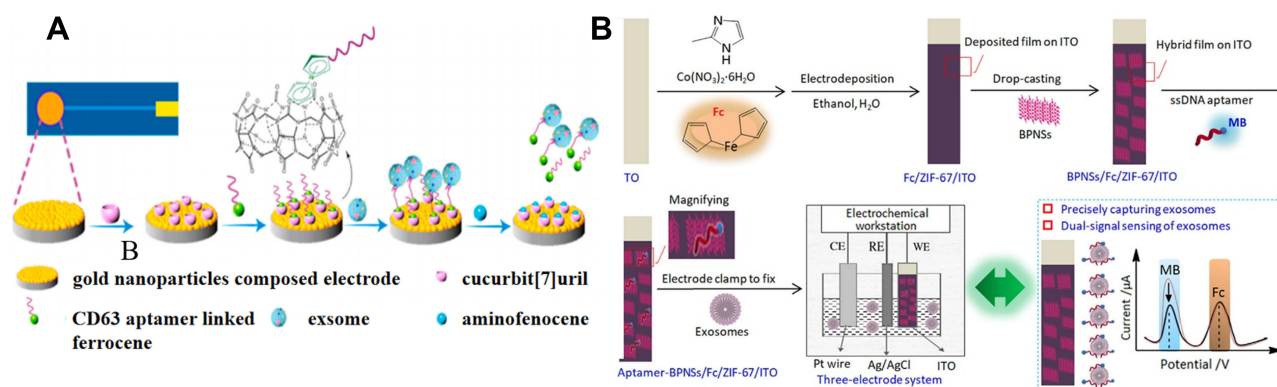 A
B
gold nanoparticles composed electrode
cucurbit[7]uril
CD63 aptamer linked
ferrocene
exsome
aminofenocene
B
N
N
H
Co(NO₃)₂·6H₂O
Fc
Fe
TO
Electrodeposition
Ethanol, H₂O
Deposited film on ITO
Fc/ZIF-67/ITO
Drop-casting
BPNSs
Hybrid film on ITO
BPNSs/Fc/ZIF-67/ITO
ssDNA aptamer
MB
Magnifying
Aptamer-BPNSs/Fc/ZIF-67/ITO
Electrode clamp to fix
Exosomes
Electrochemical
workstation
CE
RE
WE
Pt wire
Ag/AgCl
ITO
Three-electrode system
Precisely capturing exosomes
Dual-signal sensing of exosomes
Current /μA
MB
Fc
Potential /V